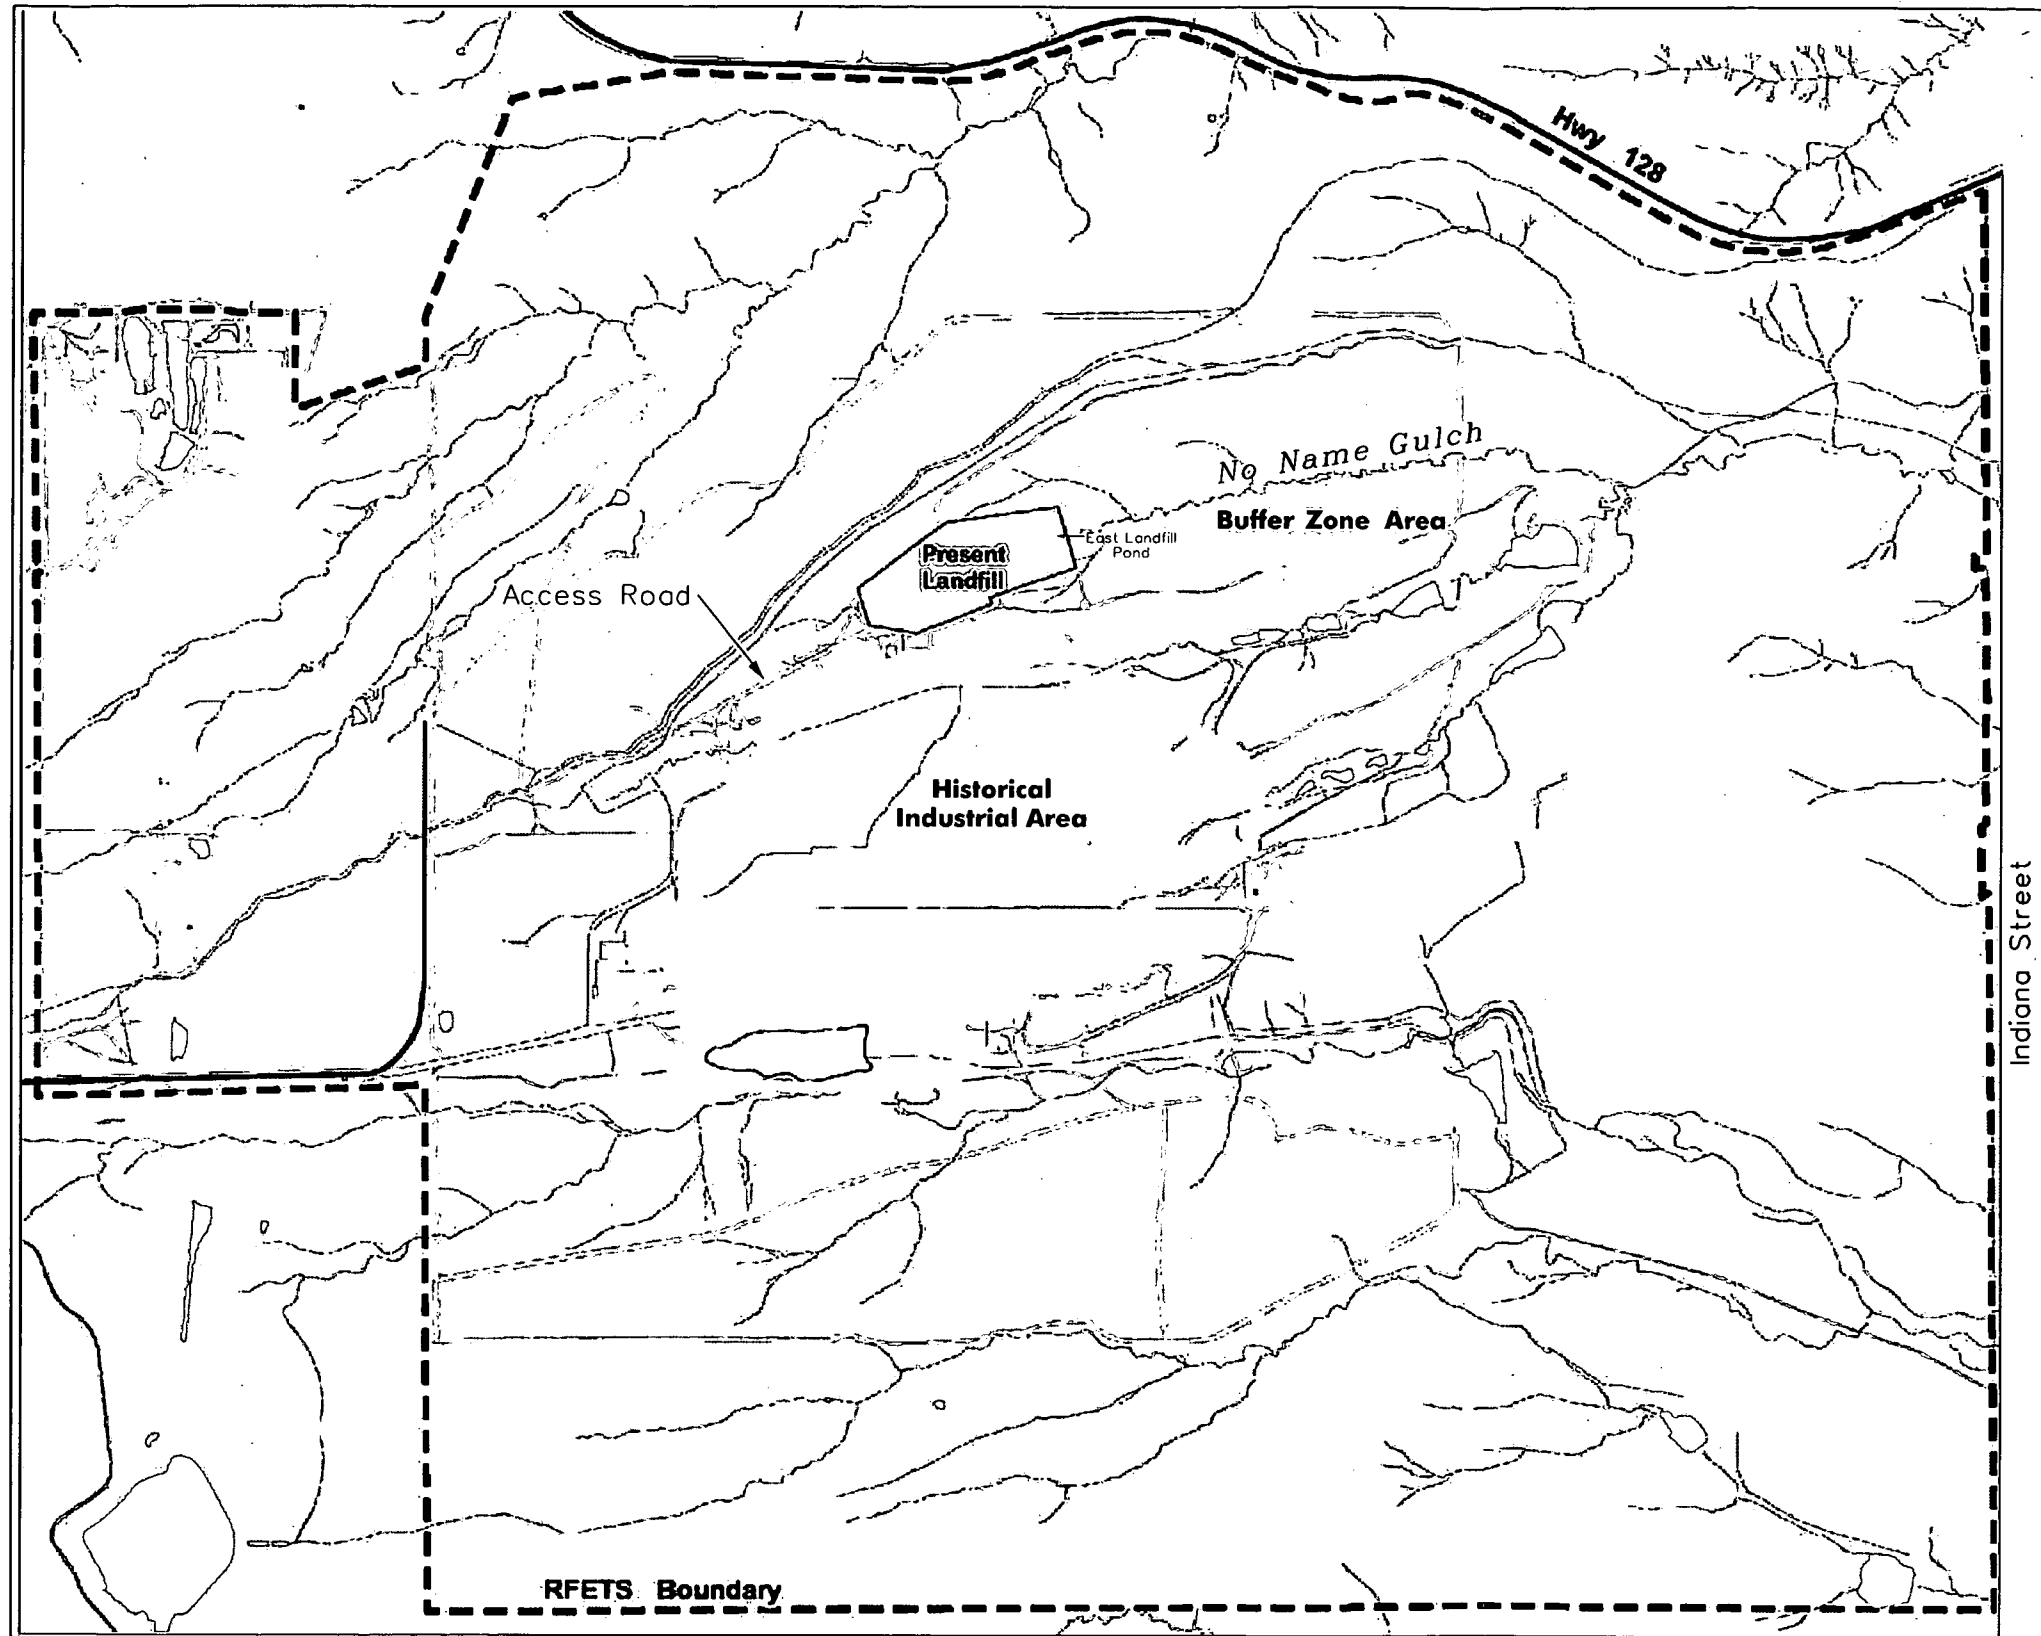 Hwy 128
No Name Gulch
Buffer Zone Area
East Landfill
Pond
Present
Landfill
Access Road
Historical
Industrial Area
Indiana Street
RFETS Boundary